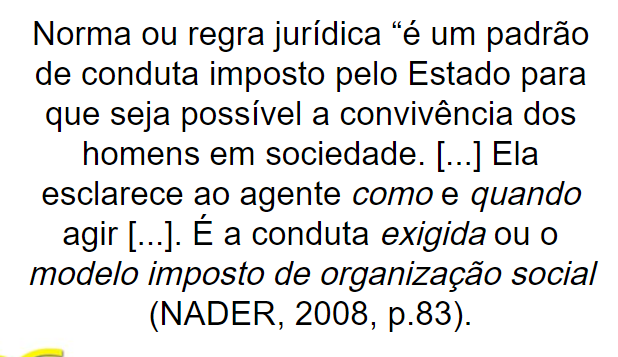 Norma ou regra jurídica “é um padrão
de conduta imposto pelo Estado para
que seja possível a convivência dos
homens em sociedade. [...] Ela
esclarece ao agente como e quando
agir [...]. É a conduta exigida ou o
modelo imposto de organização social
(NADER, 2008, p.83).